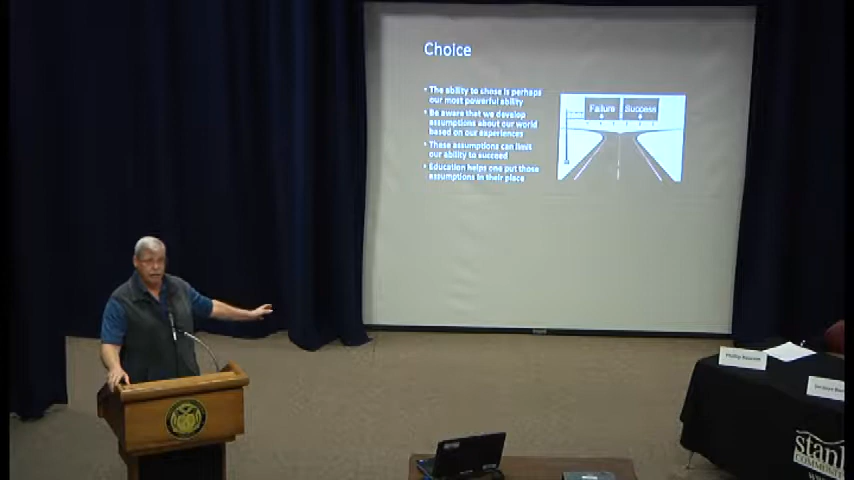 Choice
• The ability to chose is perhaps
our most powerful ability
• Be aware that we develop
assumptions about our world
based on our experiences
• These assumptions can limit
our ability to succeed
• Education helps one put those
assumptions in their place
Failure
Success
stan
COMMUNITY